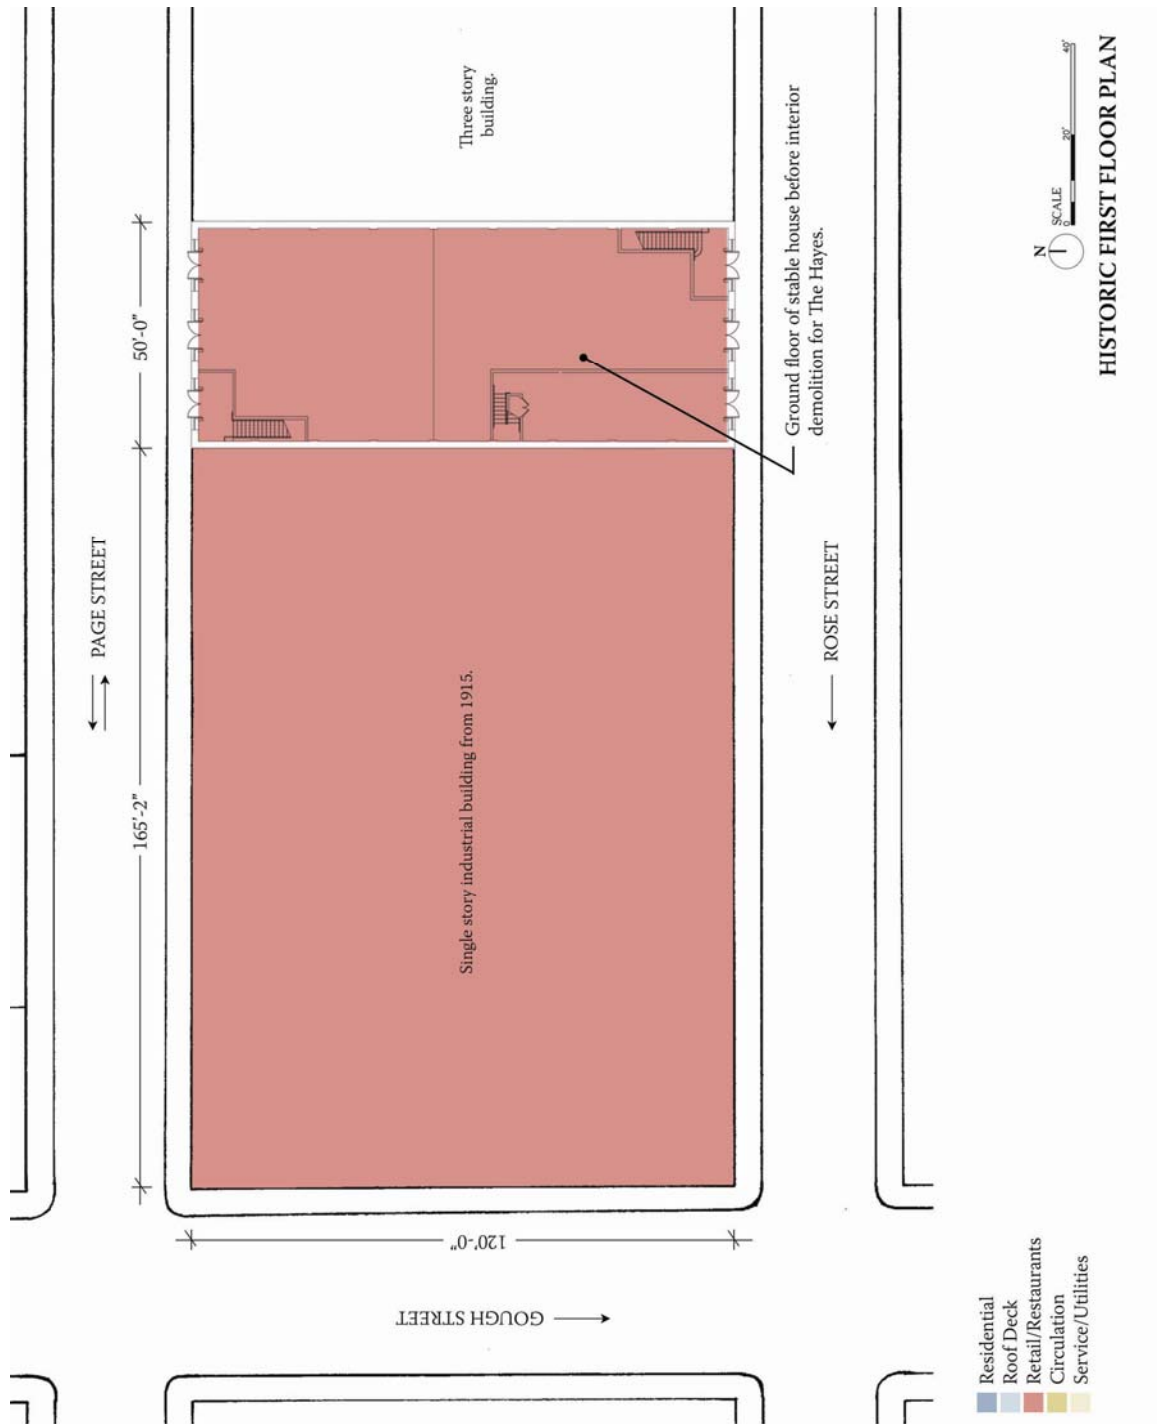 PAGE STREET
165'-2"
50'-0"
Three story
building.
Single story industrial building from 1915.
Ground floor of stable house before interior
demolition for The Hayes.
ROSE STREET
120'-0"
GOUGH STREET
Residential
Roof Deck
Retail/Restaurants
Circulation
Service/Utilities
N
SCALE
0 20' 40'
HISTORIC FIRST FLOOR PLAN